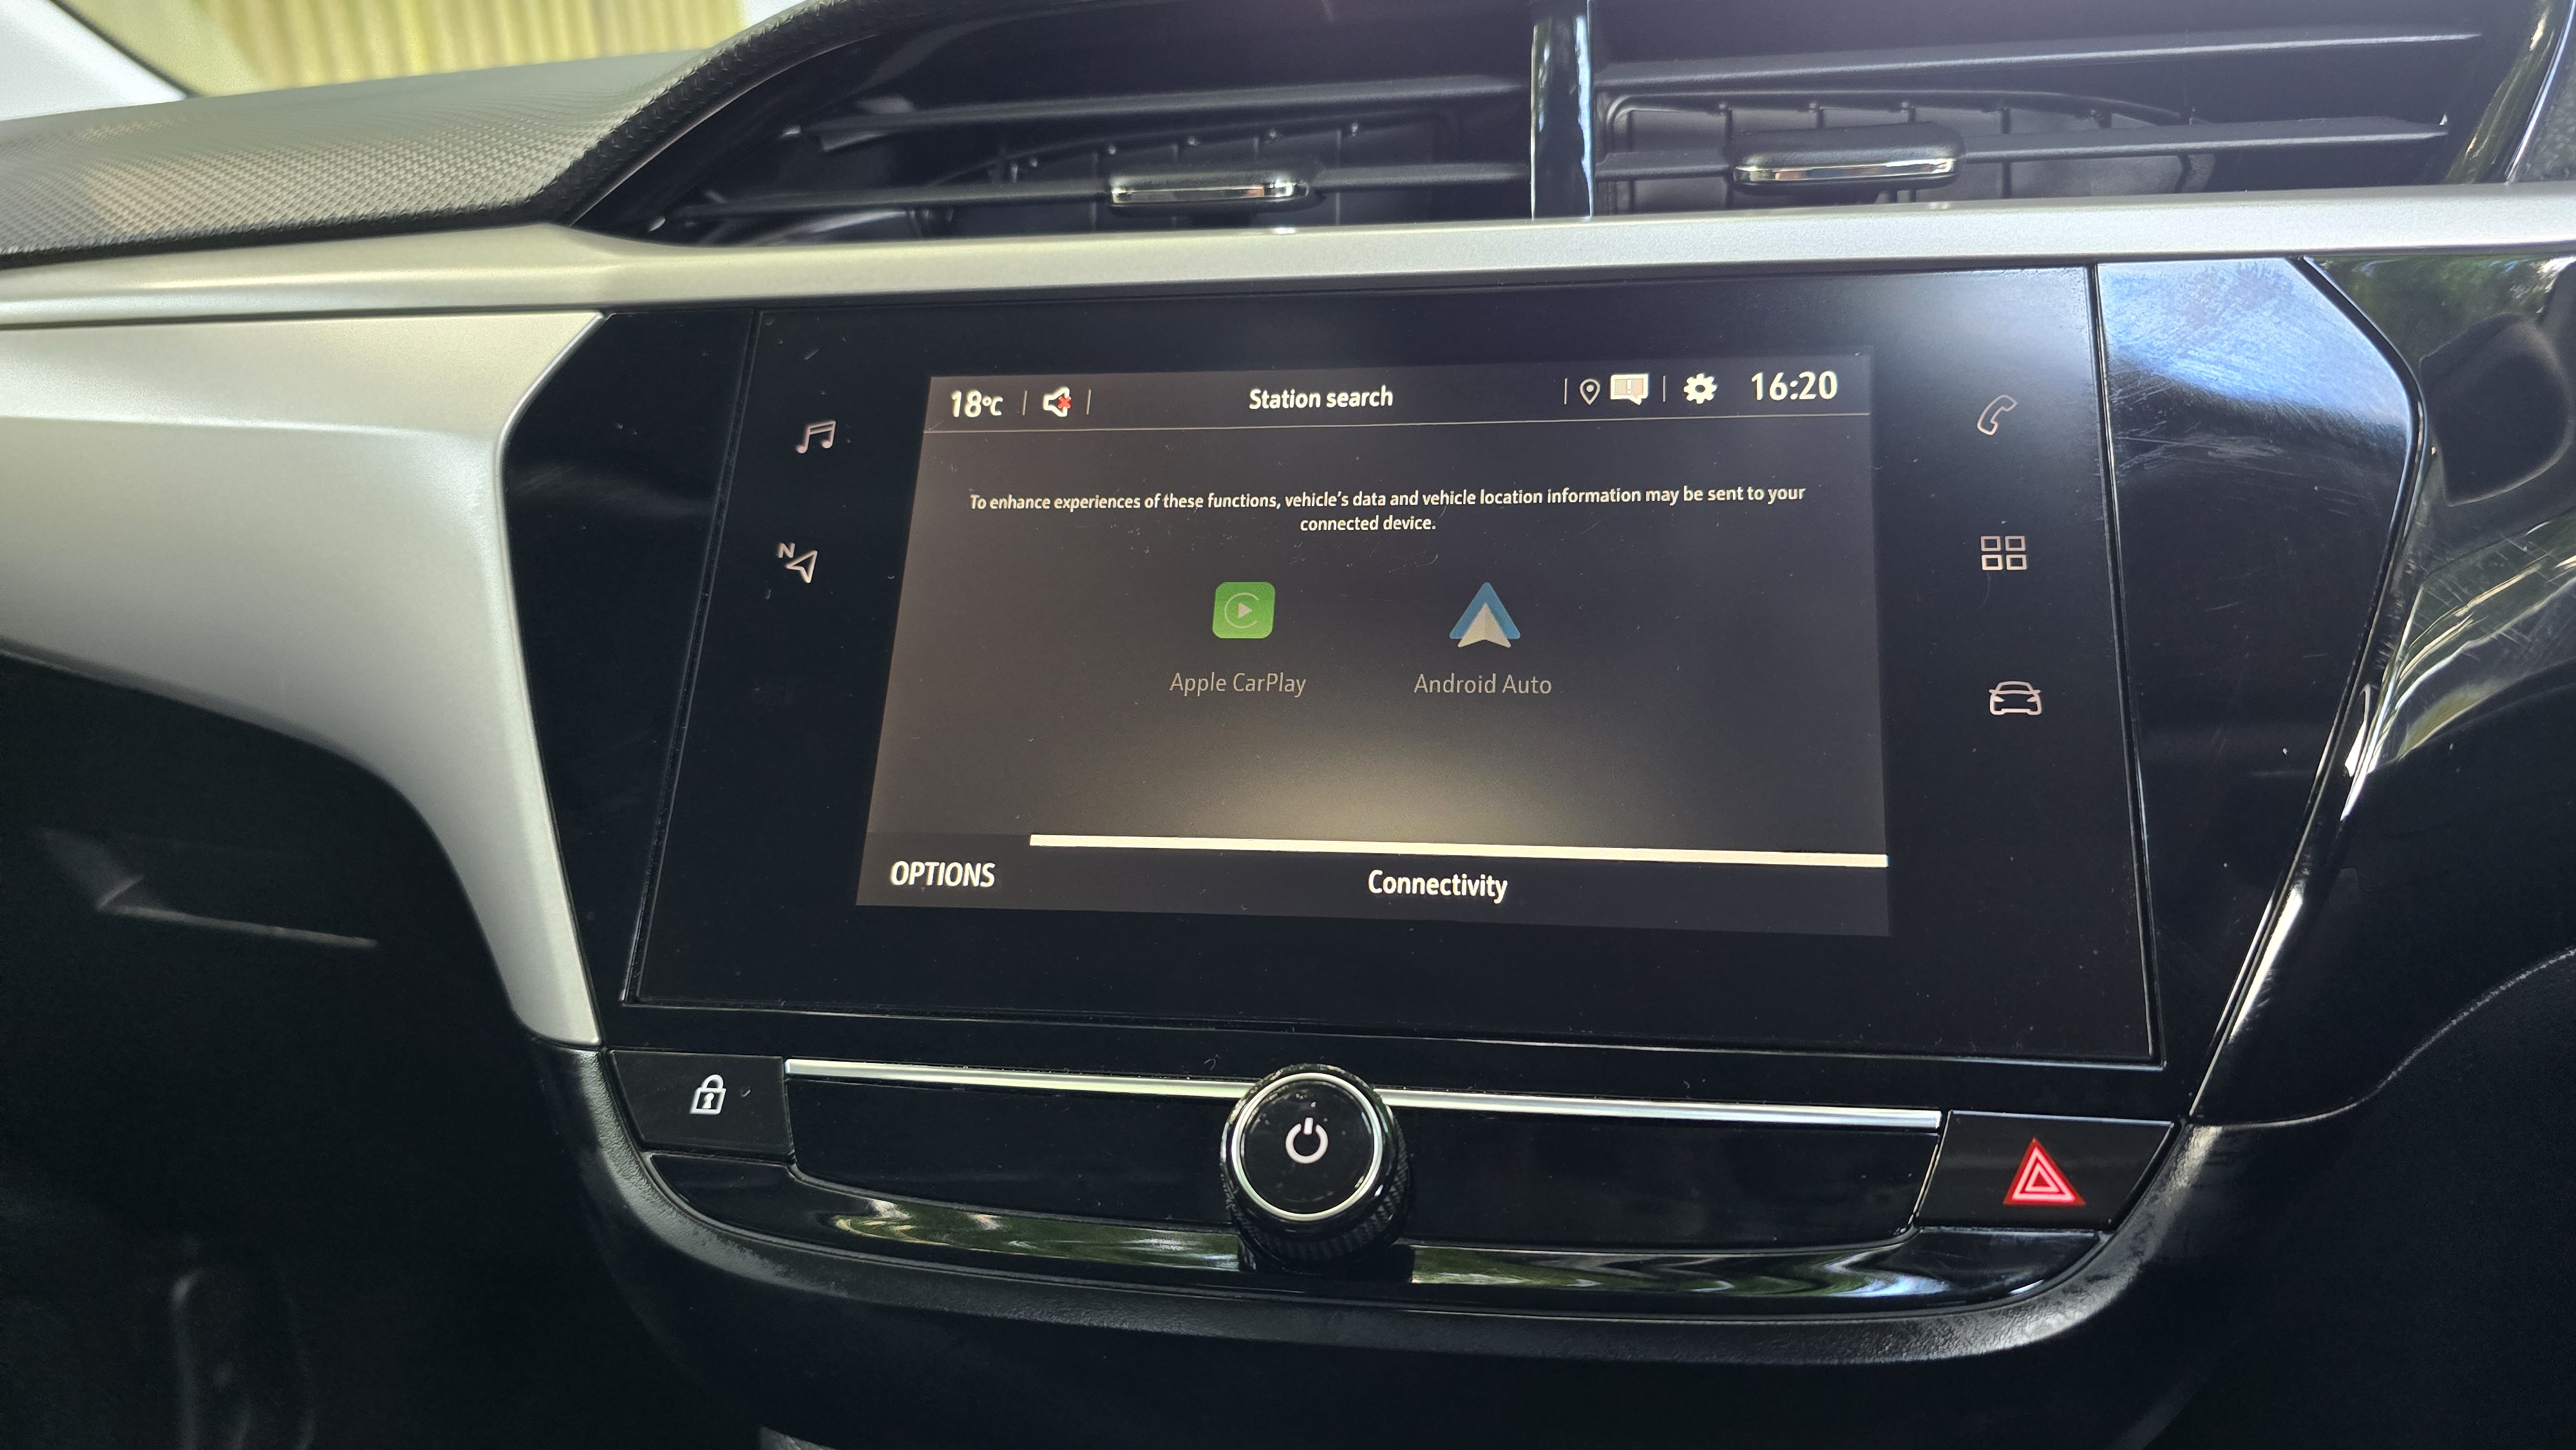 18°C
Station search
16:20
N
To enhance experiences of these functions, vehicle's data and vehicle location information may be sent to your
connected device.
Apple CarPlay
Android Auto
OPTIONS
Connectivity